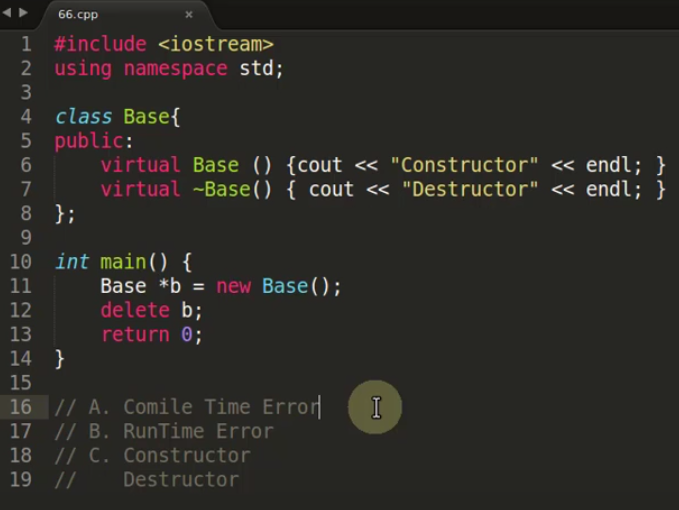 66.cpp ×
1 #include <iostream>
2 using namespace std;
3
4 class Base{
5 public:
6     virtual Base () {cout << "Constructor" << endl; }
7     virtual ~Base() { cout << "Destructor" << endl; }
8 };
9
10 int main() {
11     Base *b = new Base();
12     delete b;
13     return 0;
14 }
15
16 // A. Comile Time Error
17 // B. RunTime Error
18 // C. Constructor
19 //    Destructor